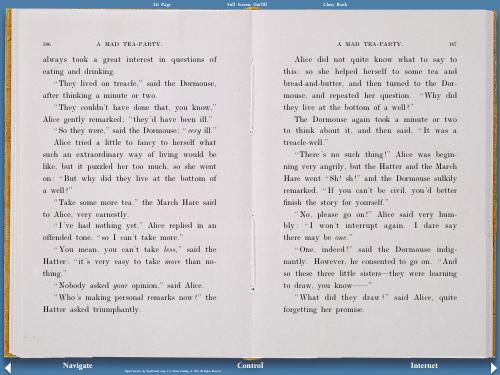 1st Page
Full Screen On/Off
Close Book
186
A MAD TEA-PARTY.
always took a great interest in questions of
eating and drinking.
"They lived on treacle," said the Dormouse,
after thinking a minute or two.
"They couldn't have done that, you know,"
Alice gently remarked; "they'd have been ill."
"So they were," said the Dormouse; "very ill."
Alice tried a little to fancy to herself what
such an extraordinary way of living would be
like, but it puzzled her too much, so she went
on: "But why did they live at the bottom of
a well?"
"Take some more tea," the March Hare said
to Alice, very earnestly.
"I've had nothing yet," Alice replied in an
offended tone, "so I can't take more."
"You mean, you can't take less," said the
Hatter: "it's very easy to take more than no-
thing."
"Nobody asked your opinion," said Alice.
"Who's making personal remarks now?" the
Hatter asked triumphantly.
A MAD TEA-PARTY.
187
Alice did not quite know what to say to
this: so she helped herself to some tea and
bread-and-butter, and then turned to the Dor-
mouse, and repeated her question. "Why did
they live at the bottom of a well?"
The Dormouse again took a minute or two
to think about it, and then said, "It was a
treacle-well."
"There's no such thing!" Alice was begin-
ning very angrily, but the Hatter and the March
Hare went "Sh! sh!" and the Dormouse sulkily
remarked, "If you can't be civil, you'd better
finish the story for yourself."
"No, please go on!" Alice said very hum-
bly: "I won't interrupt again. I dare say
there may be one."
"One, indeed!" said the Dormouse indig-
nantly. However, he consented to go on. "And
so these three little sisters—they were learning
to draw, you know——"
"What did they draw?" said Alice, quite
forgetting her promise.
Navigate
Control
Internet